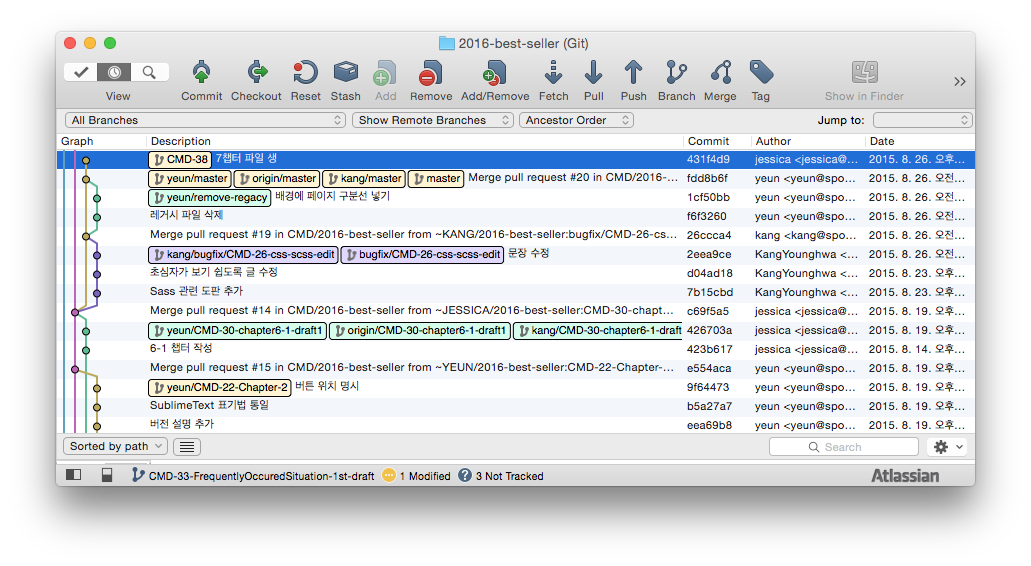 2016-best-seller (Git)
View Commit Checkout Reset Stash Add Remove Add/Remove Fetch Pull Push Branch Merge Tag Show in Finder
All Branches Show Remote Branches Ancestor Order Jump to:
Graph Description Commit Author Date
CMD-38 7챕터 파일 생 431f4d9 jessica <jessica@... 2015. 8. 26. 오후...
yeun/master origin/master kang/master master Merge pull request #20 in CMD/2016-... fdd8b6f yeun <yeun@spo... 2015. 8. 26. 오전...
yeun/remove-regacy 배경에 페이지 구분선 넣기 1cf50bb yeun <yeun@spo... 2015. 8. 26. 오전...
레거시 파일 삭제 f6f3260 yeun <yeun@spo... 2015. 8. 26. 오전...
Merge pull request #19 in CMD/2016-best-seller from ~KANG/2016-best-seller:bugfix/CMD-26-cs... 26ccca4 kang <kang@spo... 2015. 8. 26. 오전...
kang/bugfix/CMD-26-css-scss-edit bugfix/CMD-26-css-scss-edit 문장 수정 2eea9ce KangYounghwa <... 2015. 8. 25. 오후...
초심자가 보기 쉽도록 글 수정 d04ad18 KangYounghwa <... 2015. 8. 23. 오후...
Sass 관련 도판 추가 7b15cbd KangYounghwa <... 2015. 8. 23. 오후...
Merge pull request #14 in CMD/2016-best-seller from ~JESSICA/2016-best-seller:CMD-30-chapt... c69f5a5 jessica <jessica@... 2015. 8. 19. 오후...
yeun/CMD-30-chapter6-1-draft1 origin/CMD-30-chapter6-1-draft1 kang/CMD-30-chapter6-1-draft 426703a jessica <jessica@... 2015. 8. 19. 오후...
6-1 챕터 작성 423b617 jessica <jessica@... 2015. 8. 14. 오후...
Merge pull request #15 in CMD/2016-best-seller from ~YEUN/2016-best-seller:CMD-22-Chapter-... e554aca yeun <yeun@spo... 2015. 8. 19. 오후...
yeun/CMD-22-Chapter-2 버튼 위치 명시 9f64473 yeun <yeun@spo... 2015. 8. 19. 오후...
SublimeText 표기법 통일 b5a27a7 yeun <yeun@spo... 2015. 8. 19. 오후...
버전 설명 추가 eea69b8 yeun <yeun@spo... 2015. 8. 19. 오후...
Sorted by path Search
CMD-33-FrequentlyOccuredSituation-1st-draft 1 Modified ? 3 Not Tracked Atlassian